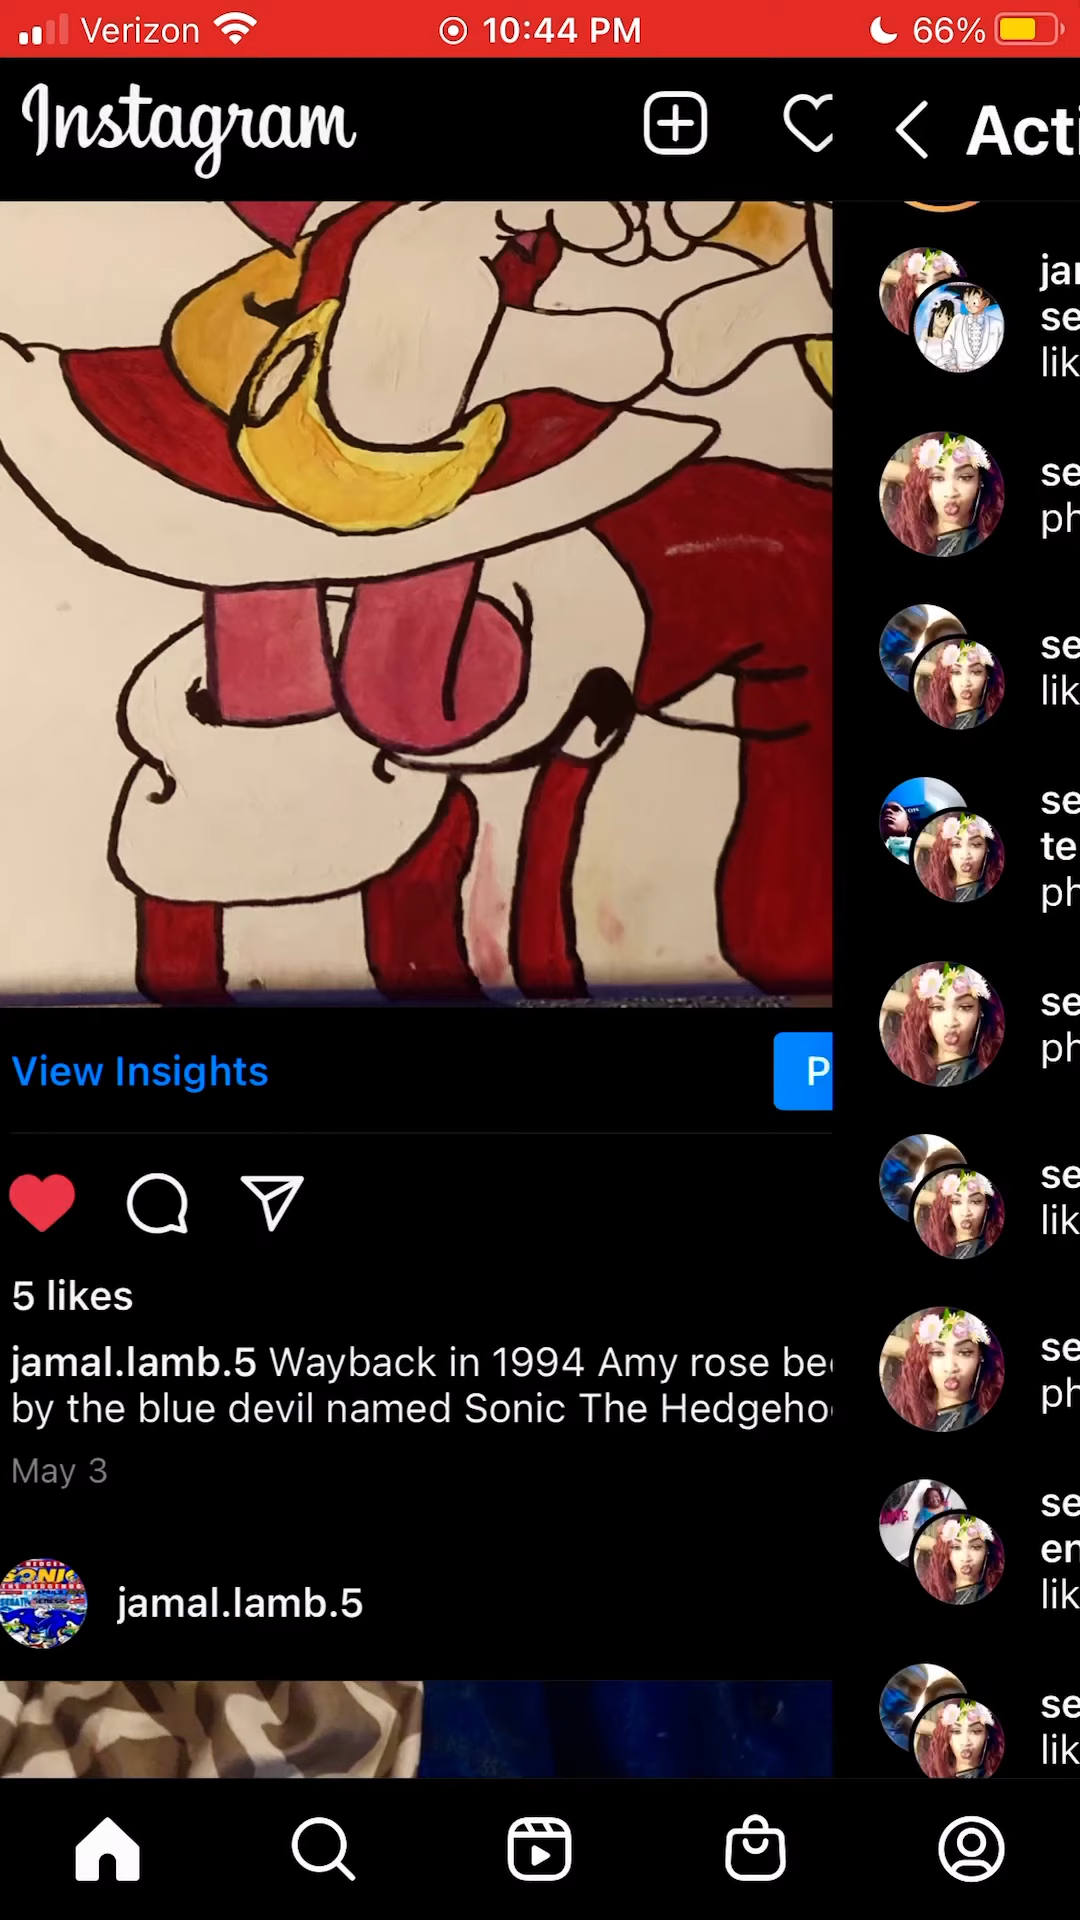 Verizon 10:44 PM 66%
Instagram
Acti
jar
se
lik
se
ph
se
lik
se
te
ph
se
ph
se
lik
se
ph
se
en
lik
se
lik
View Insights
P
5 likes
jamal.lamb.5 Wayback in 1994 Amy rose bee
by the blue devil named Sonic The Hedgeho
May 3
jamal.lamb.5